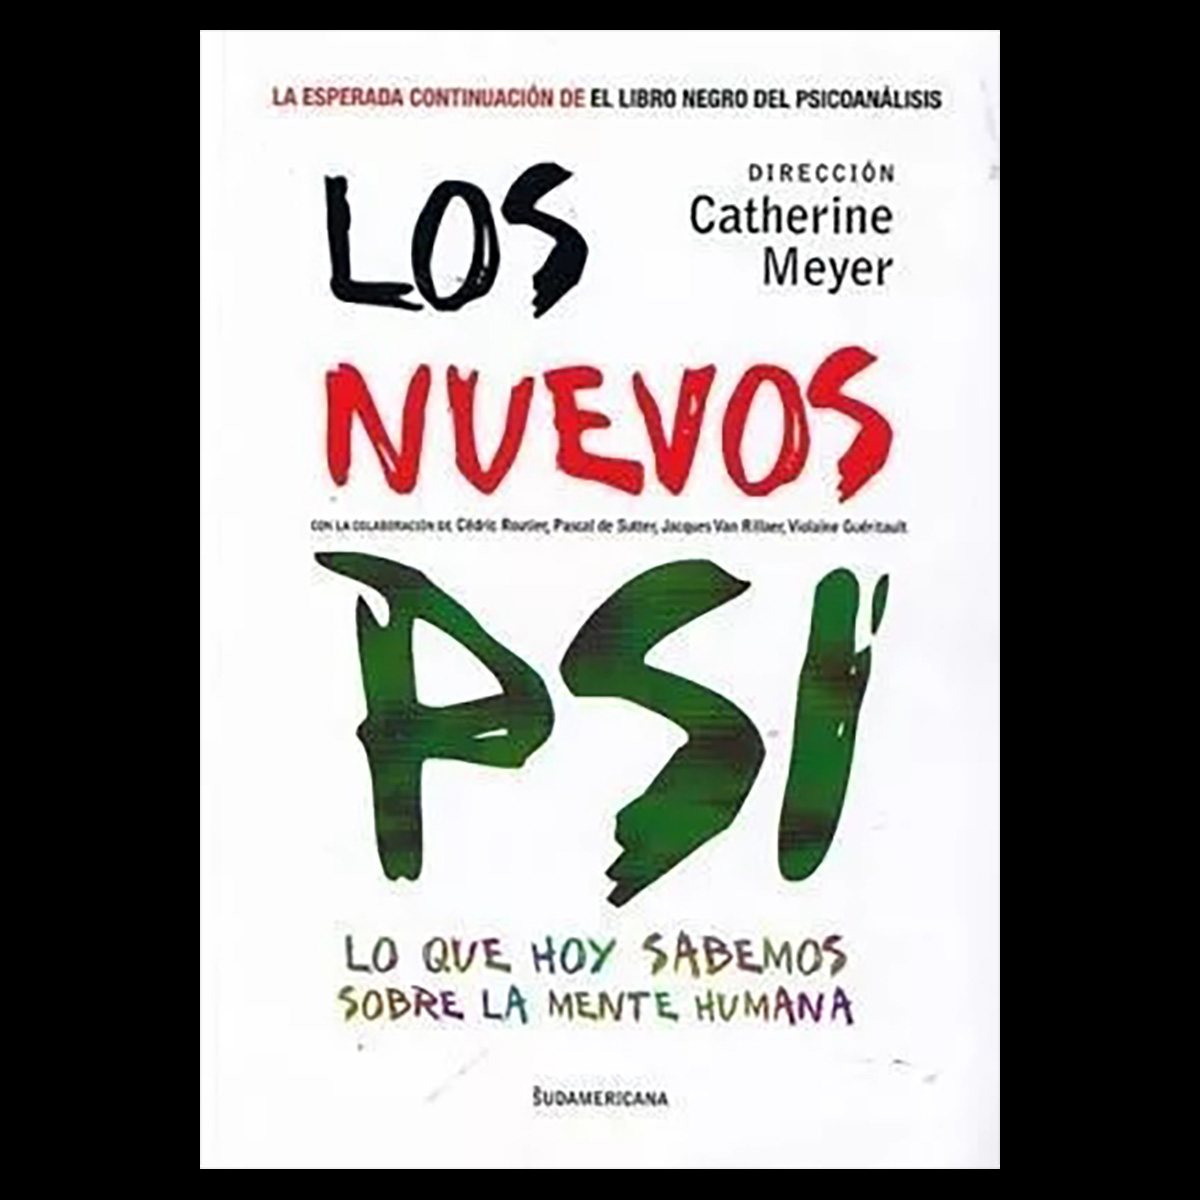 LA ESPERADA CONTINUACIÓN DE EL LIBRO NEGRO DEL PSICOANÁLISIS
LOS
DIRECCIÓN
Catherine
Meyer
NUEVOS
CON LA COLABORACIÓN DE Cédric Routier, Pascal de Sutter, Jacques Van Rillaer, Violaine Guéritault
PSI
LO QUE HOY SABEMOS
SOBRE LA MENTE HUMANA
SUDAMERICANA